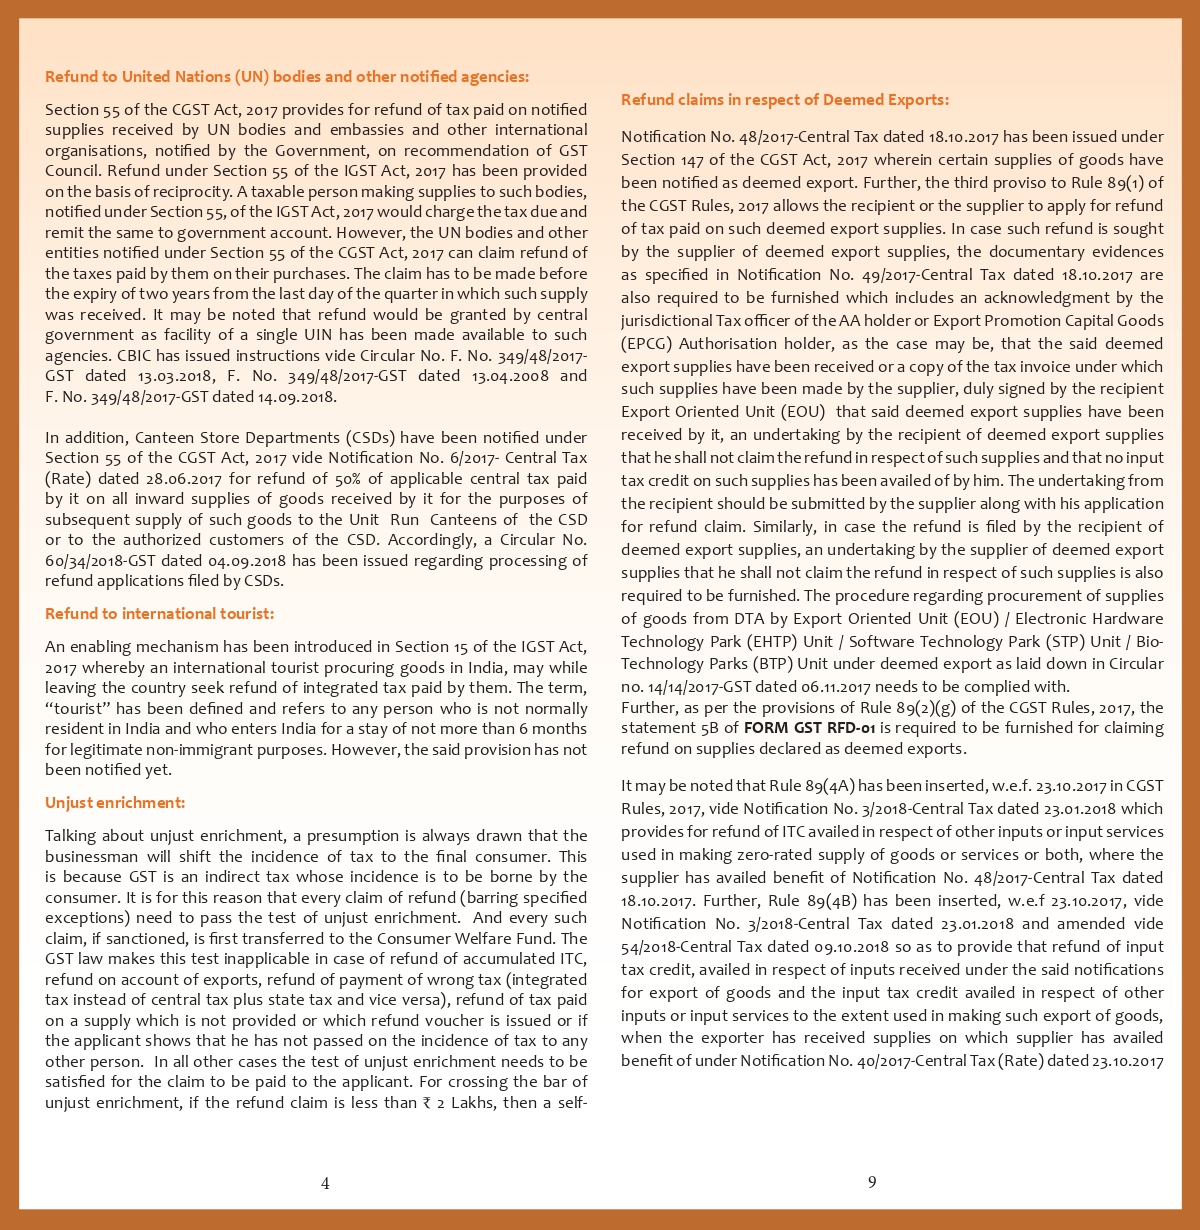 Refund to United Nations (UN) bodies and other notified agencies:
Section 55 of the CGST Act, 2017 provides for refund of tax paid on notified
supplies received by UN bodies and embassies and other international
organisations, notified by the Government, on recommendation of GST
Council. Refund under Section 55 of the IGST Act, 2017 has been provided
on the basis of reciprocity. A taxable person making supplies to such bodies,
notified under Section 55, of the IGST Act, 2017 would charge the tax due and
remit the same to government account. However, the UN bodies and other
entities notified under Section 55 of the CGST Act, 2017 can claim refund of
the taxes paid by them on their purchases. The claim has to be made before
the expiry of two years from the last day of the quarter in which such supply
was received. It may be noted that refund would be granted by central
government as facility of a single UIN has been made available to such
agencies. CBIC has issued instructions vide Circular No. F. No. 349/48/2017-
GST dated 13.03.2018, F. No. 349/48/2017-GST dated 13.04.2008 and
F. No. 349/48/2017-GST dated 14.09.2018.
In addition, Canteen Store Departments (CSDs) have been notified under
Section 55 of the CGST Act, 2017 vide Notification No. 6/2017- Central Tax
(Rate) dated 28.06.2017 for refund of 50% of applicable central tax paid
by it on all inward supplies of goods received by it for the purposes of
subsequent supply of such goods to the Unit Run Canteens of the CSD
or to the authorized customers of the CSD. Accordingly, a Circular No.
60/34/2018-GST dated 04.09.2018 has been issued regarding processing of
refund applications filed by CSDs.
Refund to international tourist:
An enabling mechanism has been introduced in Section 15 of the IGST Act,
2017 whereby an international tourist procuring goods in India, may while
leaving the country seek refund of integrated tax paid by them. The term,
“tourist” has been defined and refers to any person who is not normally
resident in India and who enters India for a stay of not more than 6 months
for legitimate non-immigrant purposes. However, the said provision has not
been notified yet.
Unjust enrichment:
Talking about unjust enrichment, a presumption is always drawn that the
businessman will shift the incidence of tax to the final consumer. This
is because GST is an indirect tax whose incidence is to be borne by the
consumer. It is for this reason that every claim of refund (barring specified
exceptions) need to pass the test of unjust enrichment. And every such
claim, if sanctioned, is first transferred to the Consumer Welfare Fund. The
GST law makes this test inapplicable in case of refund of accumulated ITC,
refund on account of exports, refund of payment of wrong tax (integrated
tax instead of central tax plus state tax and vice versa), refund of tax paid
on a supply which is not provided or which refund voucher is issued or if
the applicant shows that he has not passed on the incidence of tax to any
other person. In all other cases the test of unjust enrichment needs to be
satisfied for the claim to be paid to the applicant. For crossing the bar of
unjust enrichment, if the refund claim is less than ₹ 2 Lakhs, then a self-
4
Refund claims in respect of Deemed Exports:
Notification No. 48/2017-Central Tax dated 18.10.2017 has been issued under
Section 147 of the CGST Act, 2017 wherein certain supplies of goods have
been notified as deemed export. Further, the third proviso to Rule 89(1) of
the CGST Rules, 2017 allows the recipient or the supplier to apply for refund
of tax paid on such deemed export supplies. In case such refund is sought
by the supplier of deemed export supplies, the documentary evidences
as specified in Notification No. 49/2017-Central Tax dated 18.10.2017 are
also required to be furnished which includes an acknowledgment by the
jurisdictional Tax officer of the AA holder or Export Promotion Capital Goods
(EPCG) Authorisation holder, as the case may be, that the said deemed
export supplies have been received or a copy of the tax invoice under which
such supplies have been made by the supplier, duly signed by the recipient
Export Oriented Unit (EOU) that said deemed export supplies have been
received by it, an undertaking by the recipient of deemed export supplies
that he shall not claim the refund in respect of such supplies and that no input
tax credit on such supplies has been availed of by him. The undertaking from
the recipient should be submitted by the supplier along with his application
for refund claim. Similarly, in case the refund is filed by the recipient of
deemed export supplies, an undertaking by the supplier of deemed export
supplies that he shall not claim the refund in respect of such supplies is also
required to be furnished. The procedure regarding procurement of supplies
of goods from DTA by Export Oriented Unit (EOU) / Electronic Hardware
Technology Park (EHTP) Unit / Software Technology Park (STP) Unit / Bio-
Technology Parks (BTP) Unit under deemed export as laid down in Circular
no. 14/14/2017-GST dated 06.11.2017 needs to be complied with.
Further, as per the provisions of Rule 89(2)(g) of the CGST Rules, 2017, the
statement 5B of FORM GST RFD-01 is required to be furnished for claiming
refund on supplies declared as deemed exports.
It may be noted that Rule 89(4A) has been inserted, w.e.f. 23.10.2017 in CGST
Rules, 2017, vide Notification No. 3/2018-Central Tax dated 23.01.2018 which
provides for refund of ITC availed in respect of other inputs or input services
used in making zero-rated supply of goods or services or both, where the
supplier has availed benefit of Notification No. 48/2017-Central Tax dated
18.10.2017. Further, Rule 89(4B) has been inserted, w.e.f 23.10.2017, vide
Notification No. 3/2018-Central Tax dated 23.01.2018 and amended vide
54/2018-Central Tax dated 09.10.2018 so as to provide that refund of input
tax credit, availed in respect of inputs received under the said notifications
for export of goods and the input tax credit availed in respect of other
inputs or input services to the extent used in making such export of goods,
when the exporter has received supplies on which supplier has availed
benefit of under Notification No. 40/2017-Central Tax (Rate) dated 23.10.2017
9